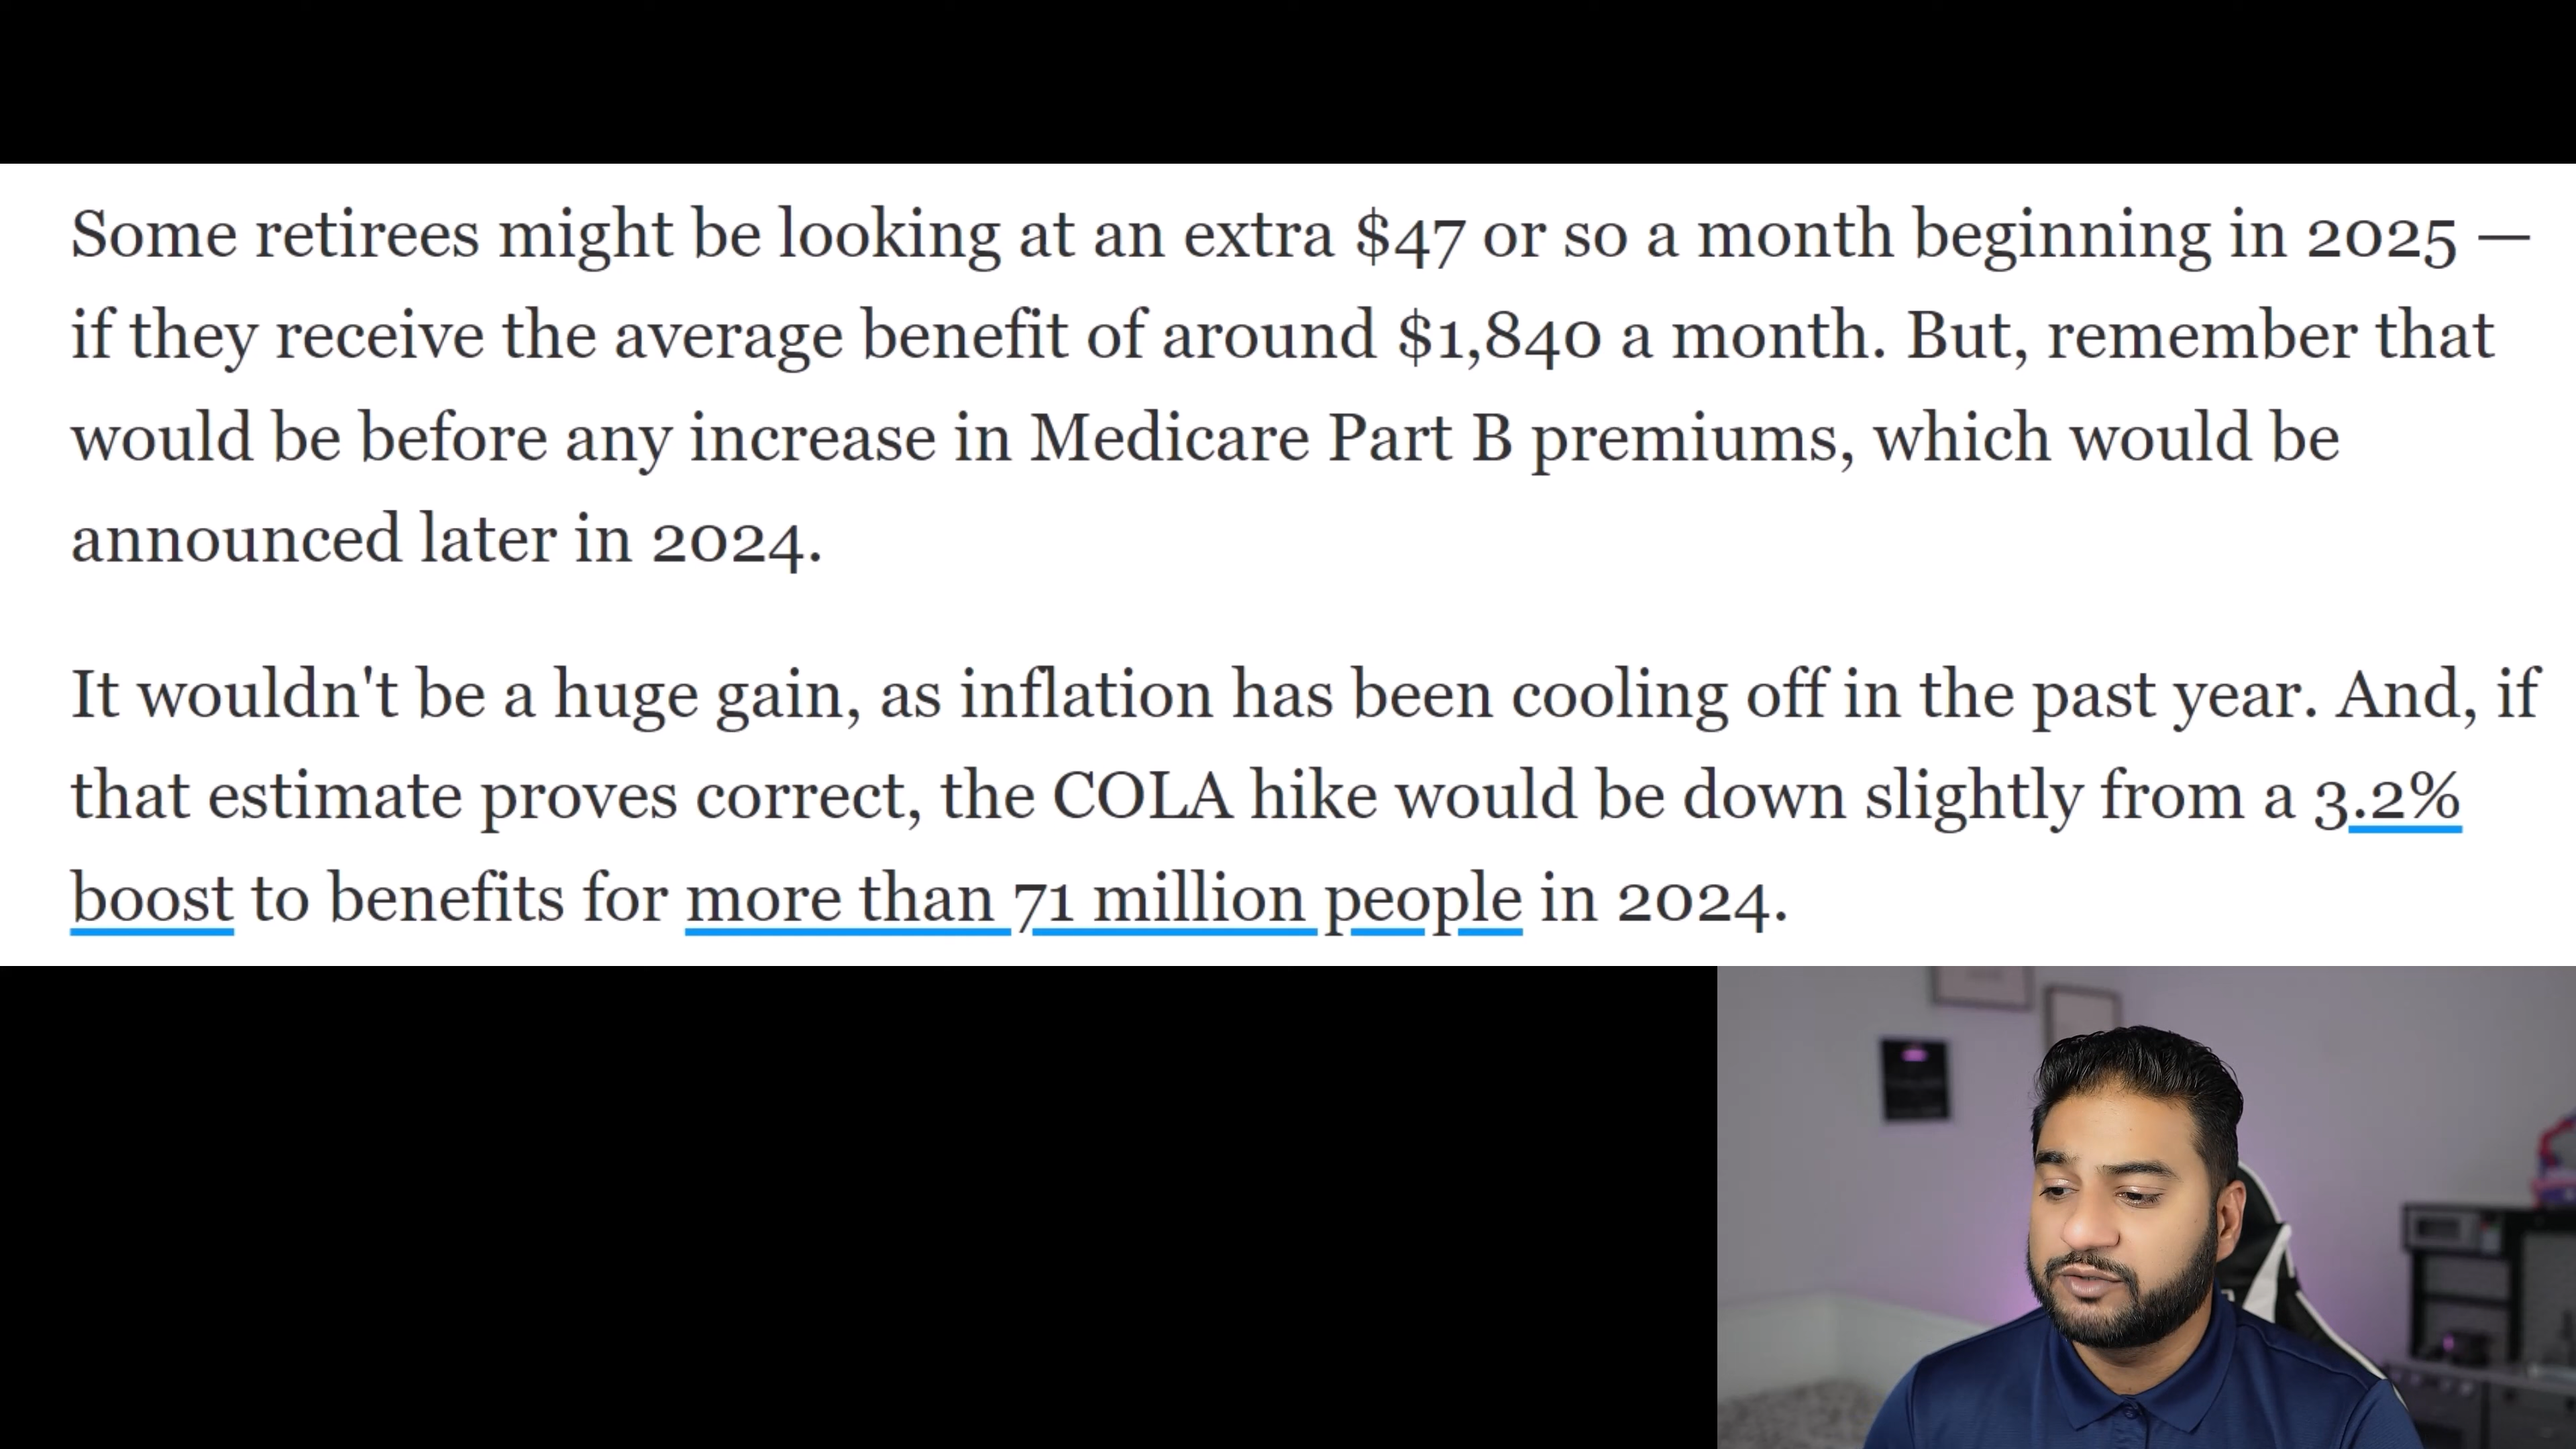 Some retirees might be looking at an extra $47 or so a month beginning in 2025 —
if they receive the average benefit of around $1,840 a month. But, remember that
would be before any increase in Medicare Part B premiums, which would be
announced later in 2024.
It wouldn't be a huge gain, as inflation has been cooling off in the past year. And, if
that estimate proves correct, the COLA hike would be down slightly from a 3.2%
boost to benefits for more than 71 million people in 2024.